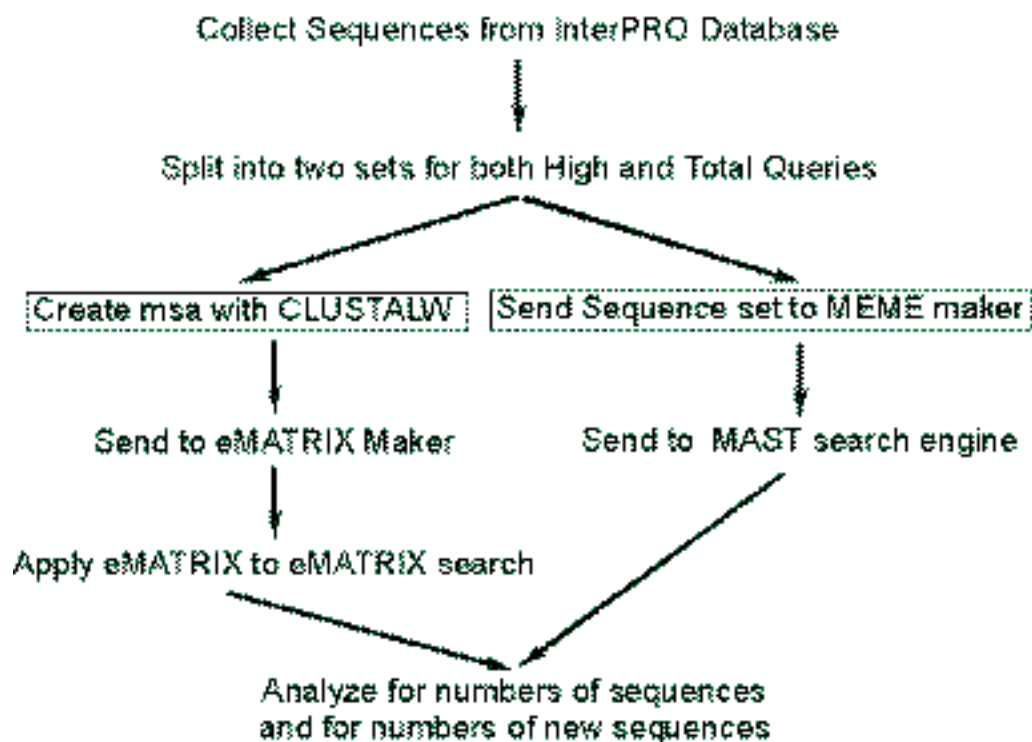 Collect Sequences from InterPRO Database
Split into two sets for both High and Total Queries
Create msa with CLUSTALW
Send Sequence set to MEME maker
Send to eMATRIX Maker
Send to MAST search engine
Apply eMATRIX to eMATRIX search
Analyze for numbers of sequences
and for numbers of new sequences